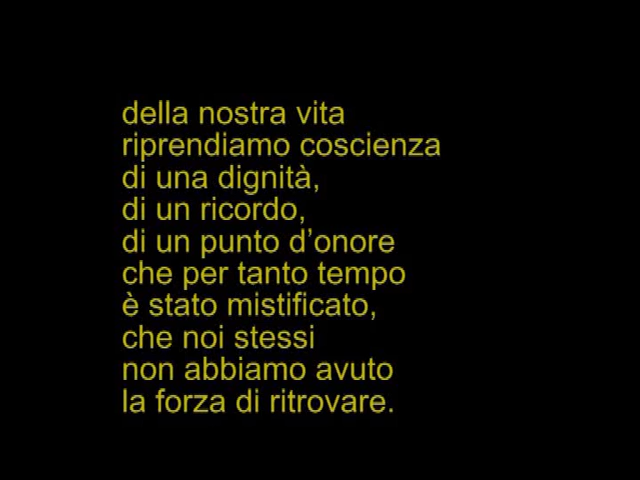 della nostra vita
riprendiamo coscienza
di una dignità,
di un ricordo,
di un punto d’onore
che per tanto tempo
è stato mistificato,
che noi stessi
non abbiamo avuto
la forza di ritrovare.